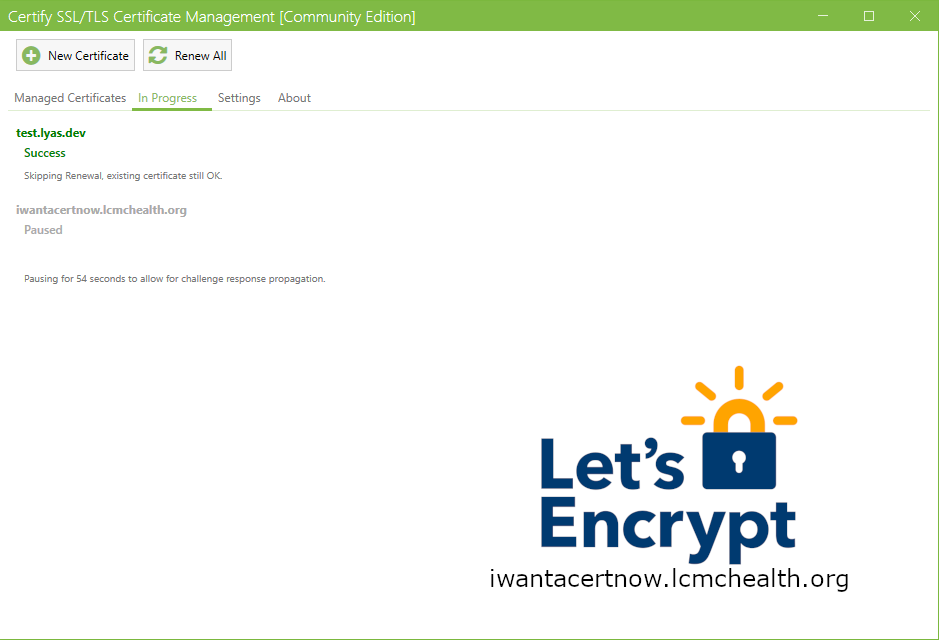 Certify SSL/TLS Certificate Management [Community Edition]
New Certificate Renew All
Managed Certificates In Progress Settings About
test.lyas.dev
Success
Skipping Renewal, existing certificate still OK.
iwantacertnow.lcmchealth.org
Paused
Pausing for 54 seconds to allow for challenge response propagation.
Let's
Encrypt
iwantacertnow.lcmchealth.org